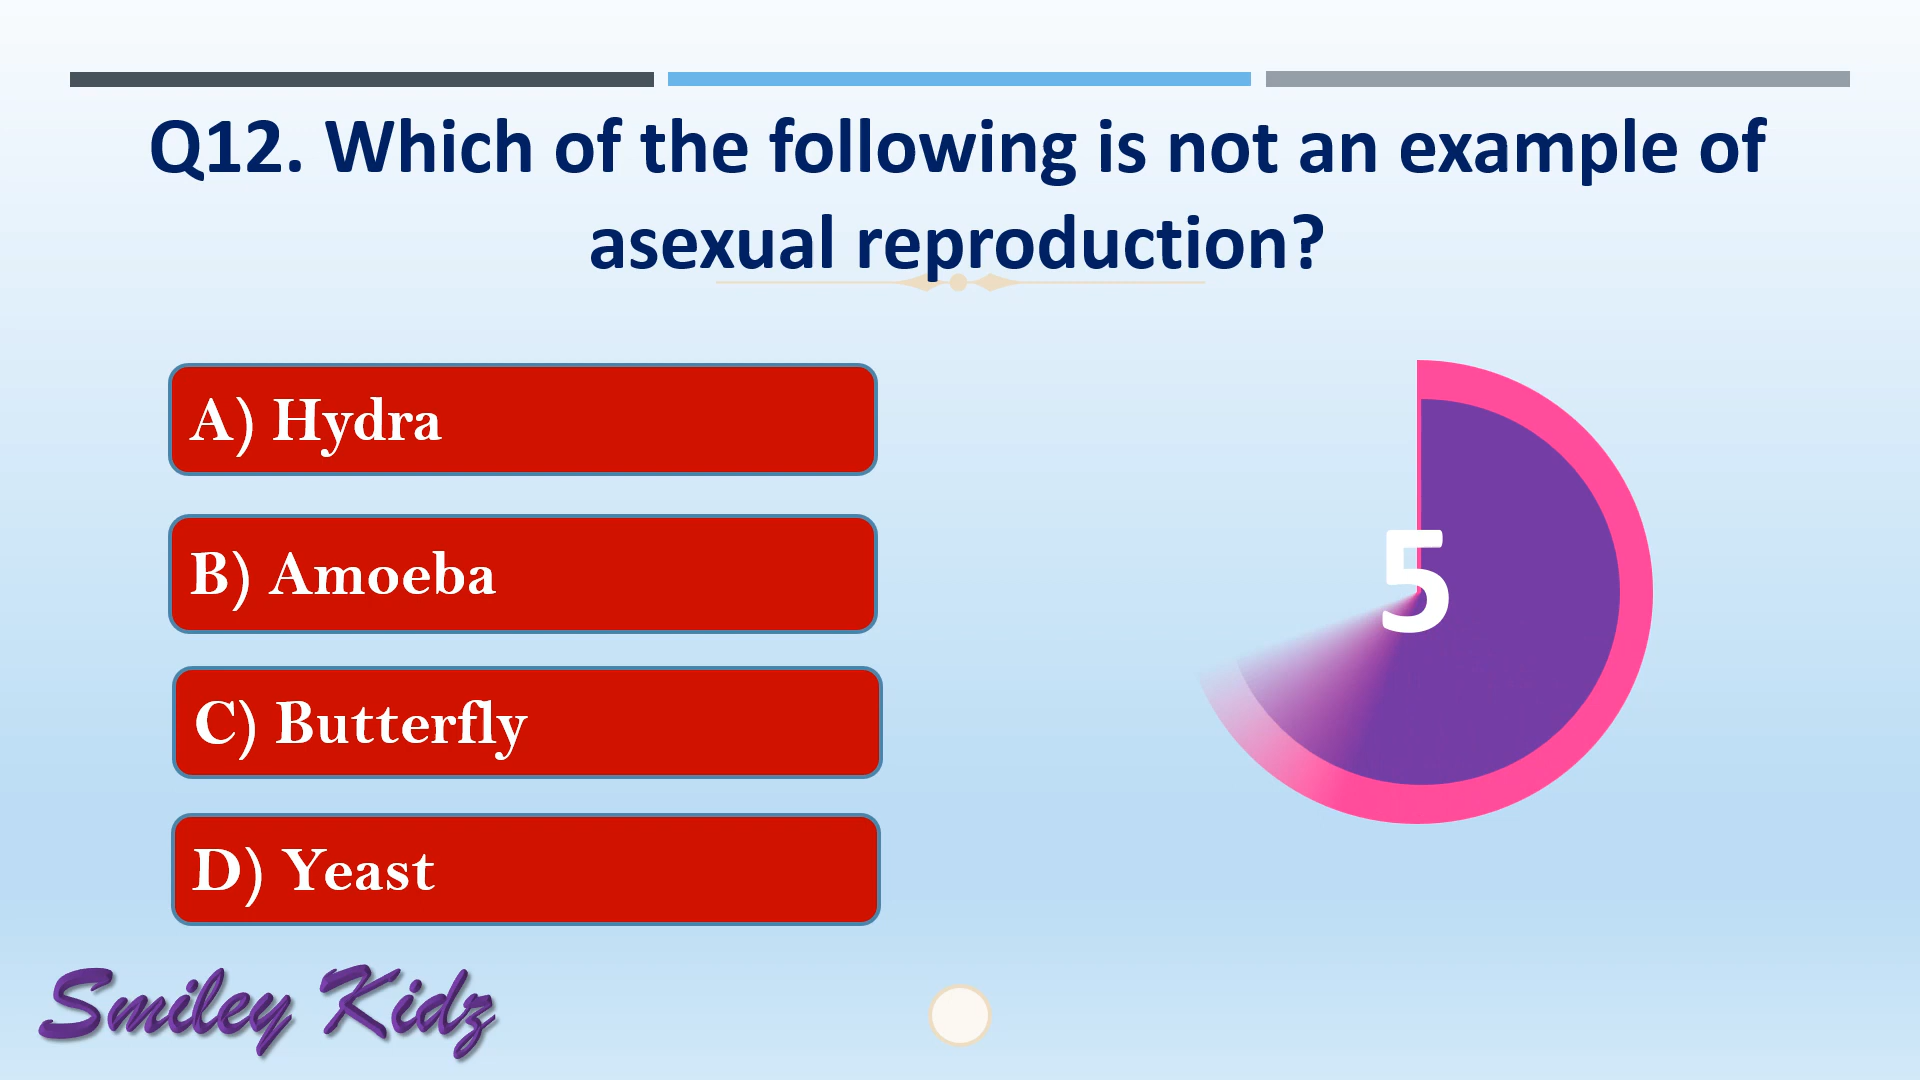 Q12. Which of the following is not an example of
asexual reproduction?
A) Hydra
B) Amoeba
C) Butterfly
D) Yeast
5
Smiley Kidz